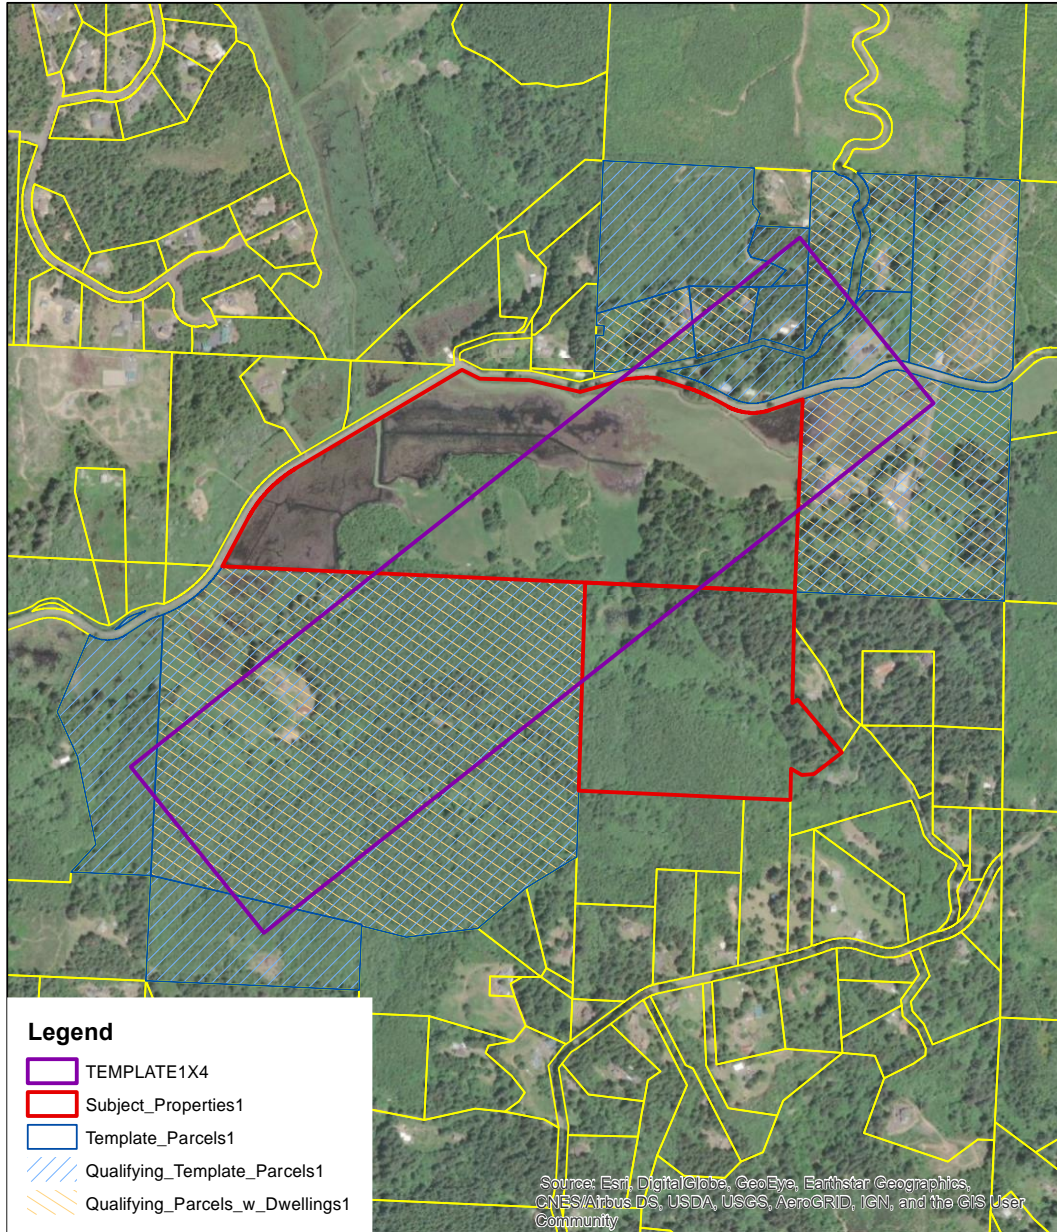 Legend
TEMPLATE1X4
Subject_Properties1
Template_Parcels1
Qualifying_Template_Parcels1
Qualifying_Parcels_w_Dwellings1
Source: Esri, DigitalGlobe, GeoEye, Earthstar Geographics,
CNES/Airbus DS, USDA, USGS, AeroGRID, IGN, and the GIS User
Community